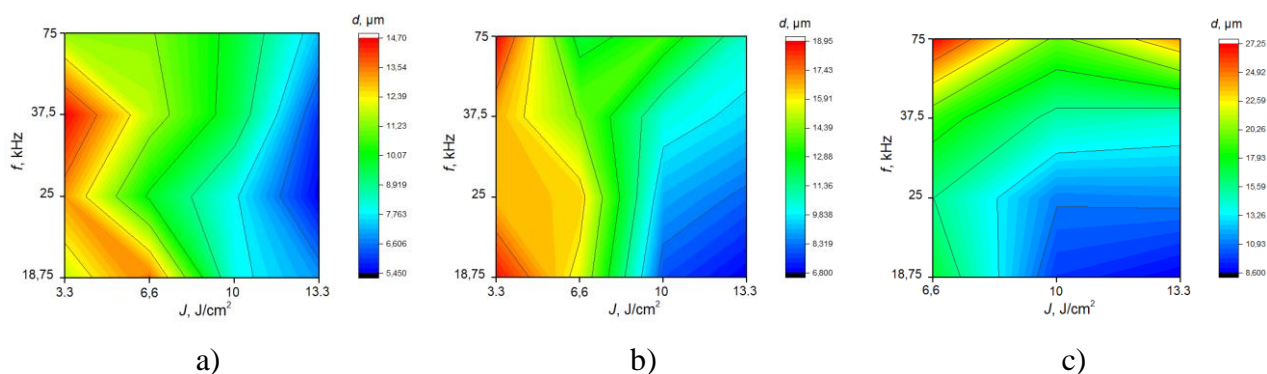 d, µm
75
37,5
25
18,75
f, kHz
3.3 6,6 10 13.3
J, J/cm²
14,70
13,54
12,39
11,23
10,07
8,919
7,763
6,606
5,450
a)
d, µm
75
37,5
25
18,75
f, kHz
3.3 6,6 10 13.3
J, J/cm²
18,95
17,43
15,91
14,39
12,88
11,36
9,838
8,319
6,800
b)
d, µm
75
37,5
25
18,75
f, kHz
6.6 10 13.3
J, J/cm²
27,25
24,92
22,59
20,26
17,93
15,59
13,26
10,93
8,600
c)